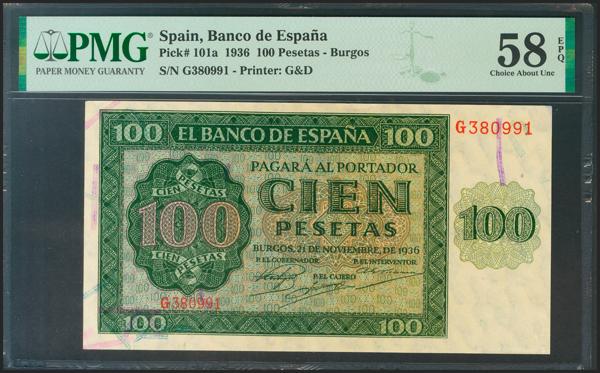 PMG
PAPER MONEY GUARANTY
Spain, Banco de España
Pick# 101a 1936 100 Pesetas - Burgos
S/N G380991 - Printer: G&D
58 EPQ
Choice About Unc
100 EL BANCO DE ESPAÑA 100
G380991
PAGARÁ AL PORTADOR
CIEN
PESETAS
CIEN
PESETAS
100
CIEN
PESETAS
100
BURGOS, 21 DE NOVIEMBRE, DE 1936
P. EL GOBERNADOR
P. EL INTERVENTOR
P. EL CAJERO
G380991
100
100